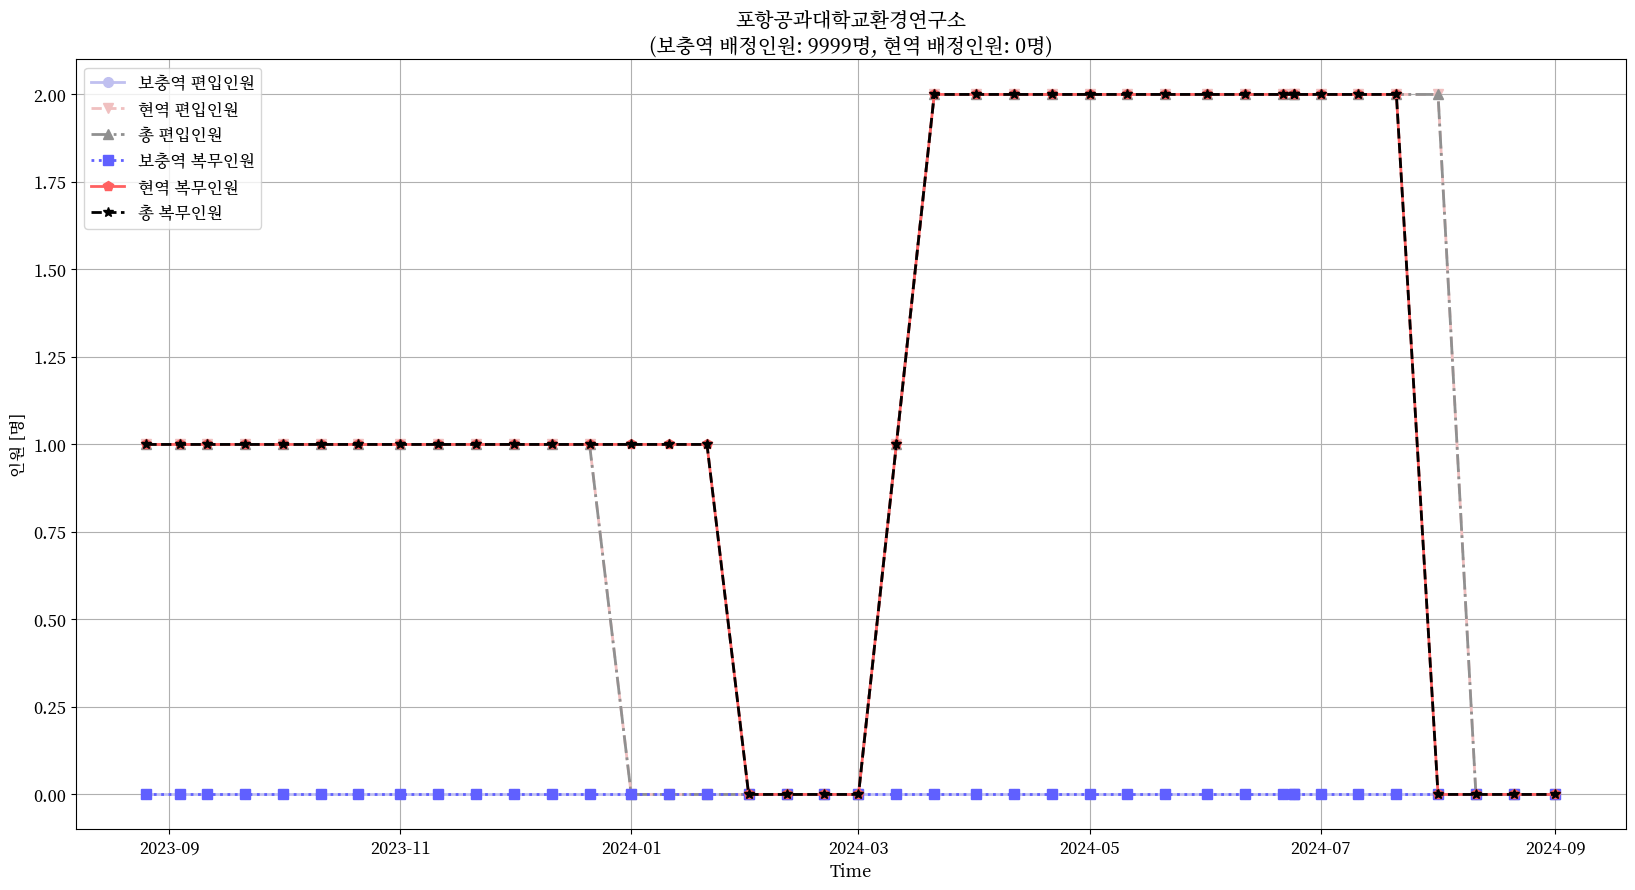 포항공과대학교환경연구소
(보충역 배정인원: 9999명, 현역 배정인원: 0명)
보충역 편입인원
현역 편입인원
총 편입인원
보충역 복무인원
현역 복무인원
총 복무인원
인원 [명]
2.00
1.75
1.50
1.25
1.00
0.75
0.50
0.25
0.00
2023-09 2023-11 2024-01 2024-03 2024-05 2024-07 2024-09
Time